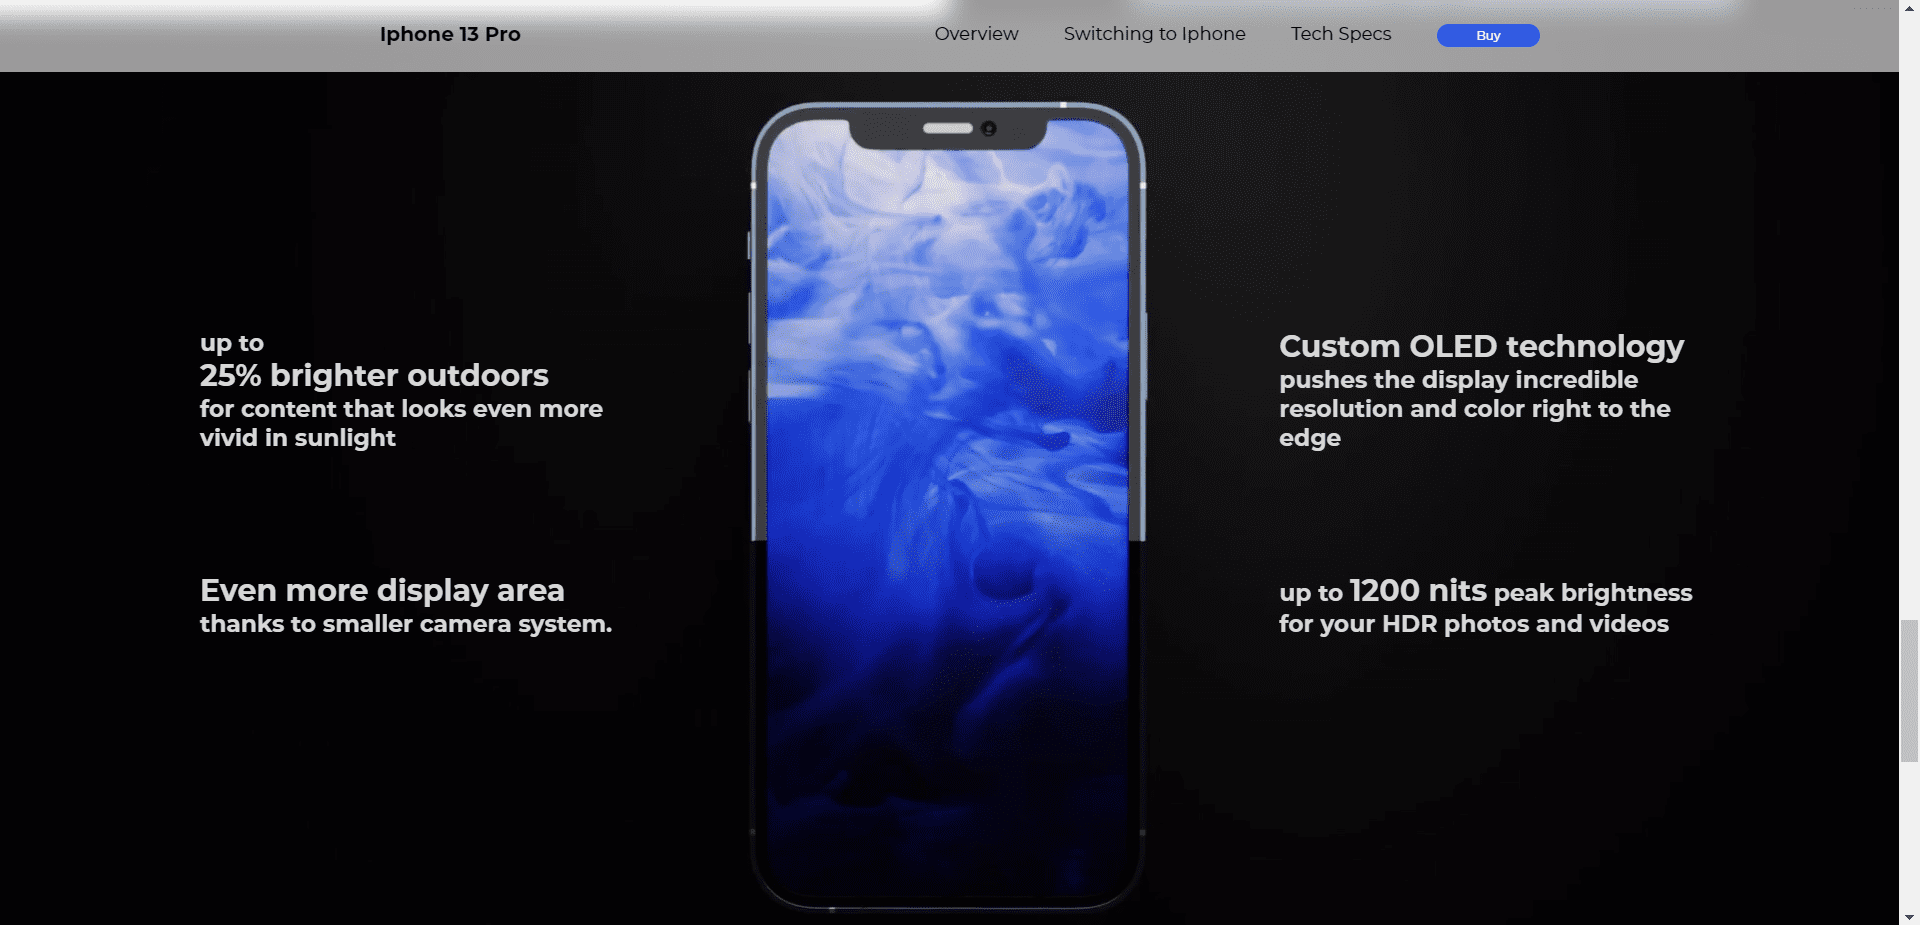 Iphone 13 Pro
Overview
Switching to Iphone
Tech Specs
Buy
up to
25% brighter outdoors
for content that looks even more
vivid in sunlight
Custom OLED technology
pushes the display incredible
resolution and color right to the
edge
Even more display area
thanks to smaller camera system.
up to 1200 nits peak brightness
for your HDR photos and videos